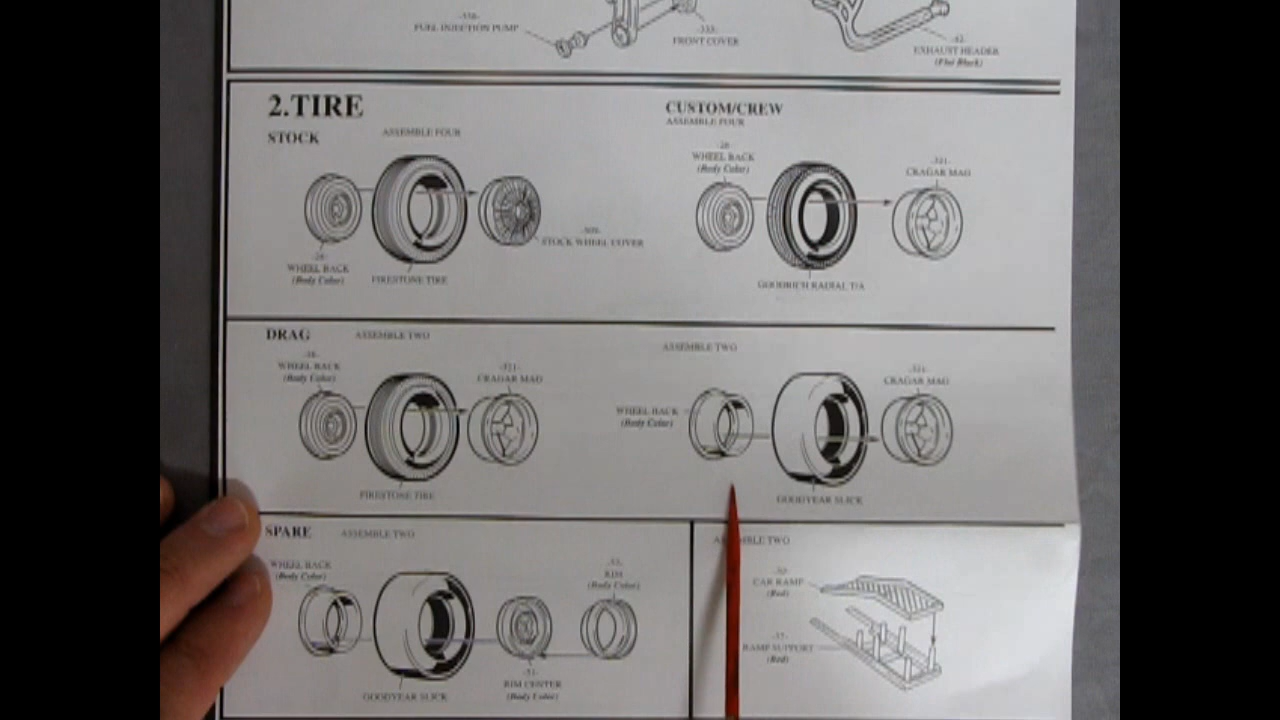 FUEL INJECTION PUMP
-333-
FRONT COVER
EXHAUST HEADER
(Flat Black)
2.TIRE
STOCK
ASSEMBLE FOUR
CUSTOM/CREW
ASSEMBLE FOUR
WHEEL BACK
(Body Color)
-321-
CRAGAR MAG
STOCK WHEEL COVER
WHEEL BACK
(Body Color)
FIRESTONE TIRE
GOODRICH RADIAL T/A
DRAG
ASSEMBLE TWO
ASSEMBLE TWO
WHEEL BACK
(Body Color)
-321-
CRAGAR MAG
-321-
CRAGAR MAG
WHEEL BACK
(Body Color)
FIRESTONE TIRE
GOODYEAR SLICK
SPARE
ASSEMBLE TWO
ASSEMBLE TWO
WHEEL BACK
(Body Color)
RIM
(Body Color)
CAR RAMP
(Red)
RAMP SUPPORT
(Red)
RIM CENTER
(Body Color)
GOODYEAR SLICK